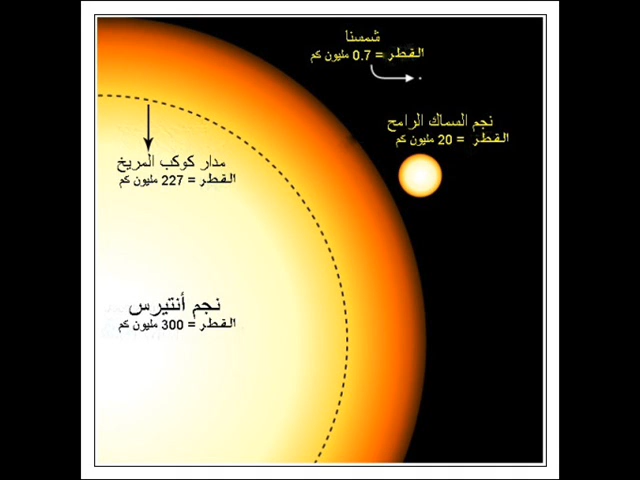 شمسنا
القطر = 0.7 مليون كم
نجم السماك الرامح
القطر = 20 مليون كم
مدار كوكب المريخ
القطر = 227 مليون كم
نجم أنتيرس
القطر = 300 مليون كم